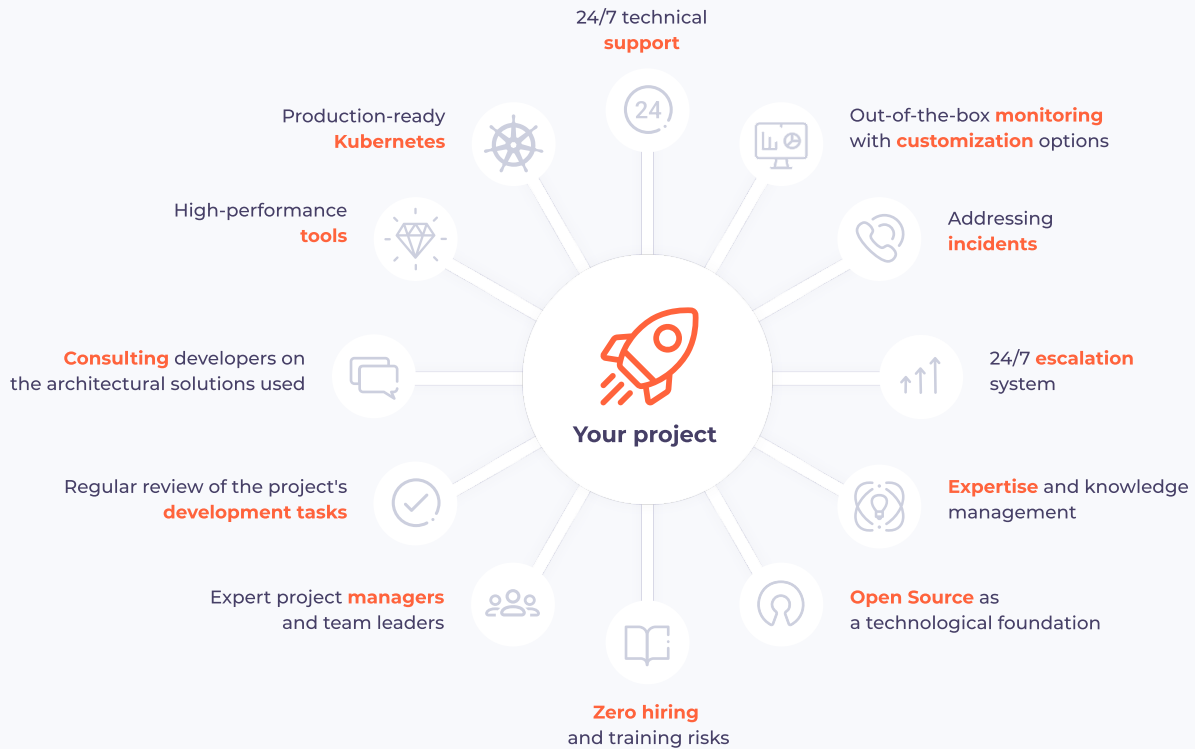 24/7 technical
support
Production-ready
Kubernetes
24
Out-of-the-box monitoring
with customization options
High-performance
tools
Addressing
incidents
Consulting developers on
the architectural solutions used
24/7 escalation
system
Your project
Regular review of the project's
development tasks
Expertise and knowledge
management
Expert project managers
and team leaders
Open Source as
a technological foundation
Zero hiring
and training risks